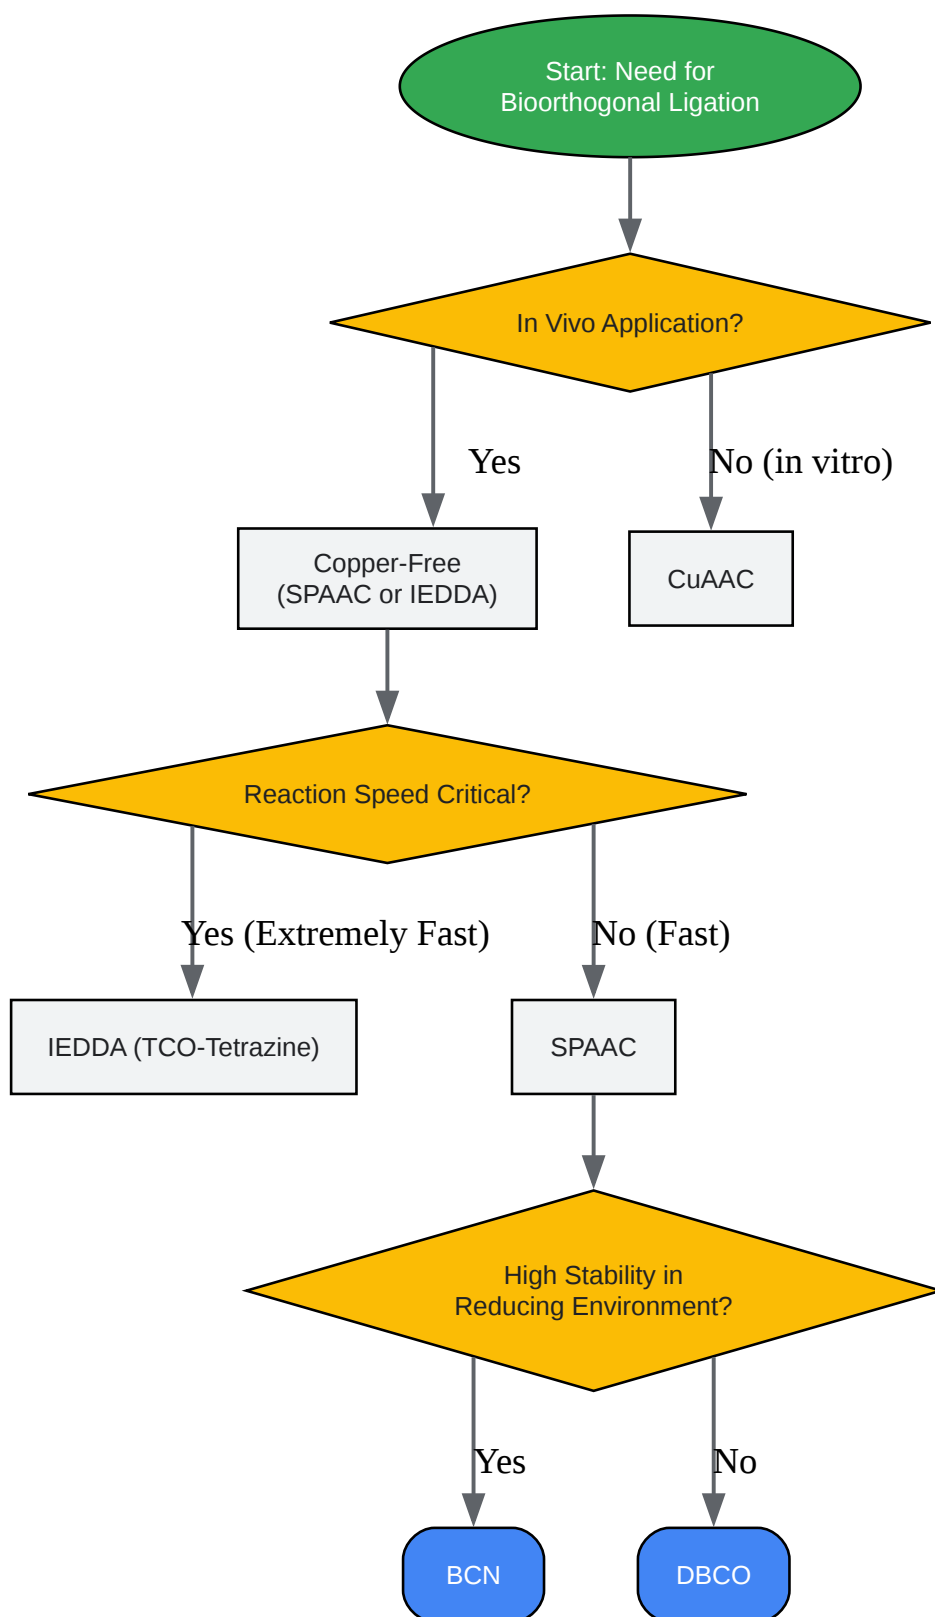 Start: Need for
Bioorthogonal Ligation
In Vivo Application?
Yes
No (in vitro)
Copper-Free
(SPAAC or IEDDA)
CuAAC
Reaction Speed Critical?
Yes (Extremely Fast)
No (Fast)
IEDDA (TCO-Tetrazine)
SPAAC
High Stability in
Reducing Environment?
Yes
No
BCN
DBCO